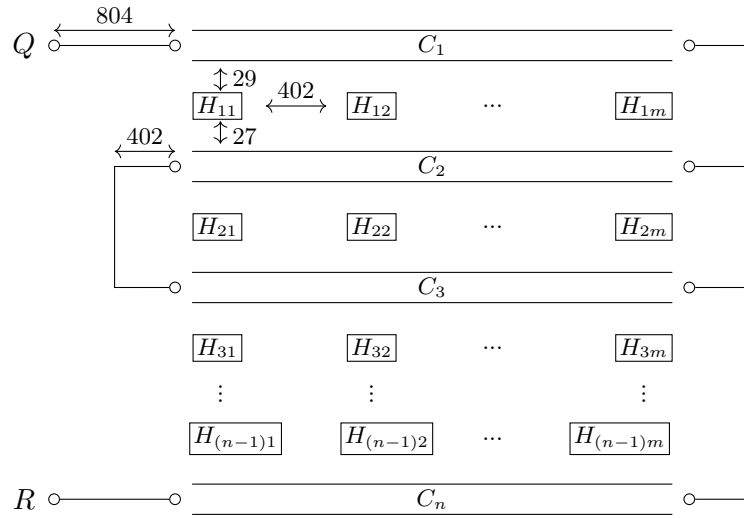 804
Q C₁
29
H₁₁ 402 H₁₂ ... H₁ₘ
27
402
C₂
H₂₁ H₂₂ ... H₂ₘ
C₃
H₃₁ H₃₂ ... H₃ₘ
⋮ ⋮ ⋮
H₍ₙ₋₁₎₁ H₍ₙ₋₁₎₂ ... H₍ₙ₋₁₎ₘ
R Cₙ